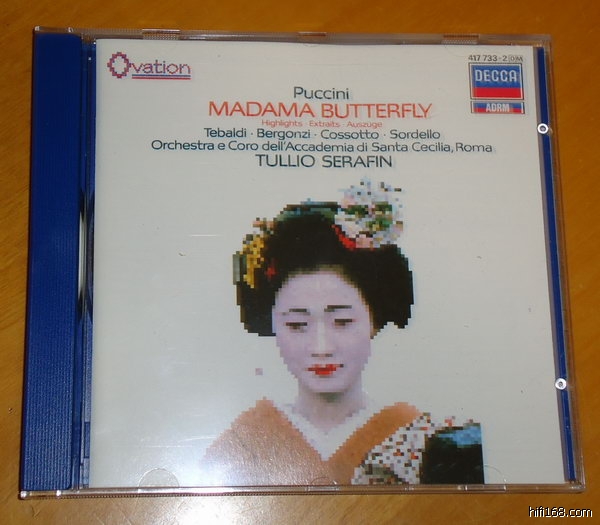 Ovation
417 733-2 DM
DECCA
ADRM
Puccini
MADAMA BUTTERFLY
Highlights · Extraits · Auszüge
Tebaldi · Bergonzi · Cossotto · Sordello
Orchestra e Coro dell'Accademia di Santa Cecilia, Roma
TULLIO SERAFIN
hifi168.com